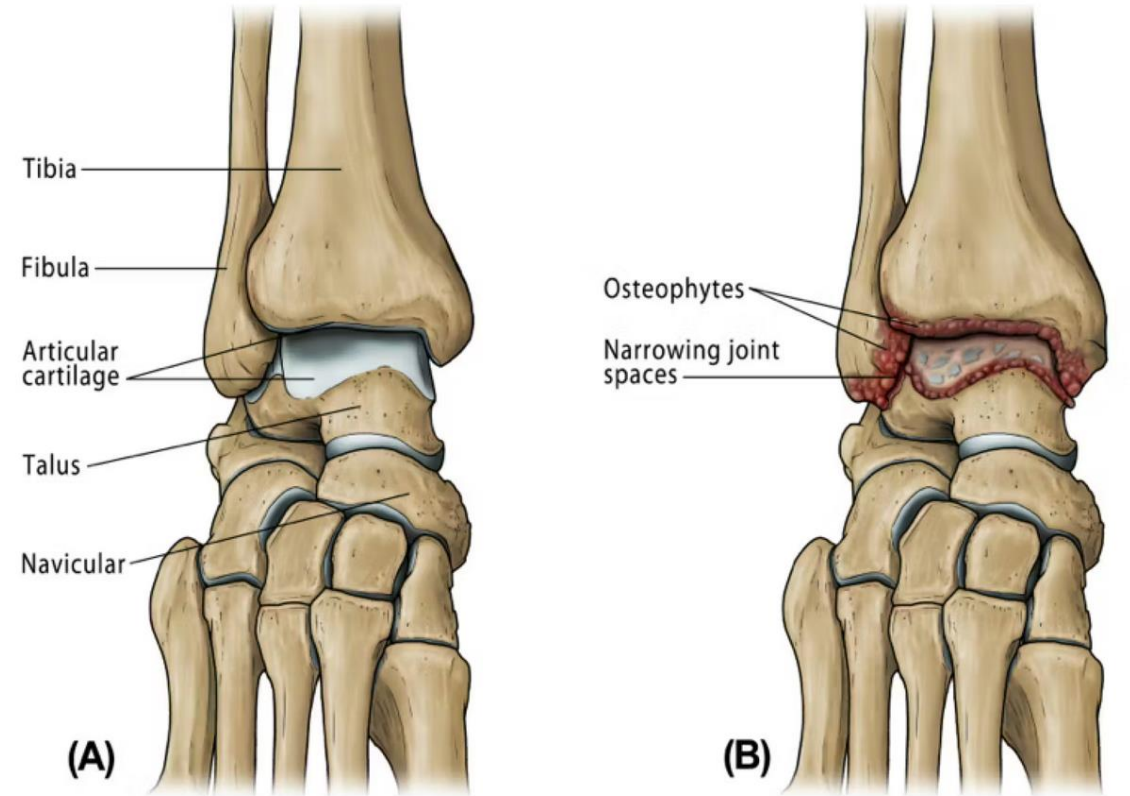 Tibia
Fibula
Articular
cartilage
Talus
Navicular
(A)
Osteophytes
Narrowing joint
spaces
(B)